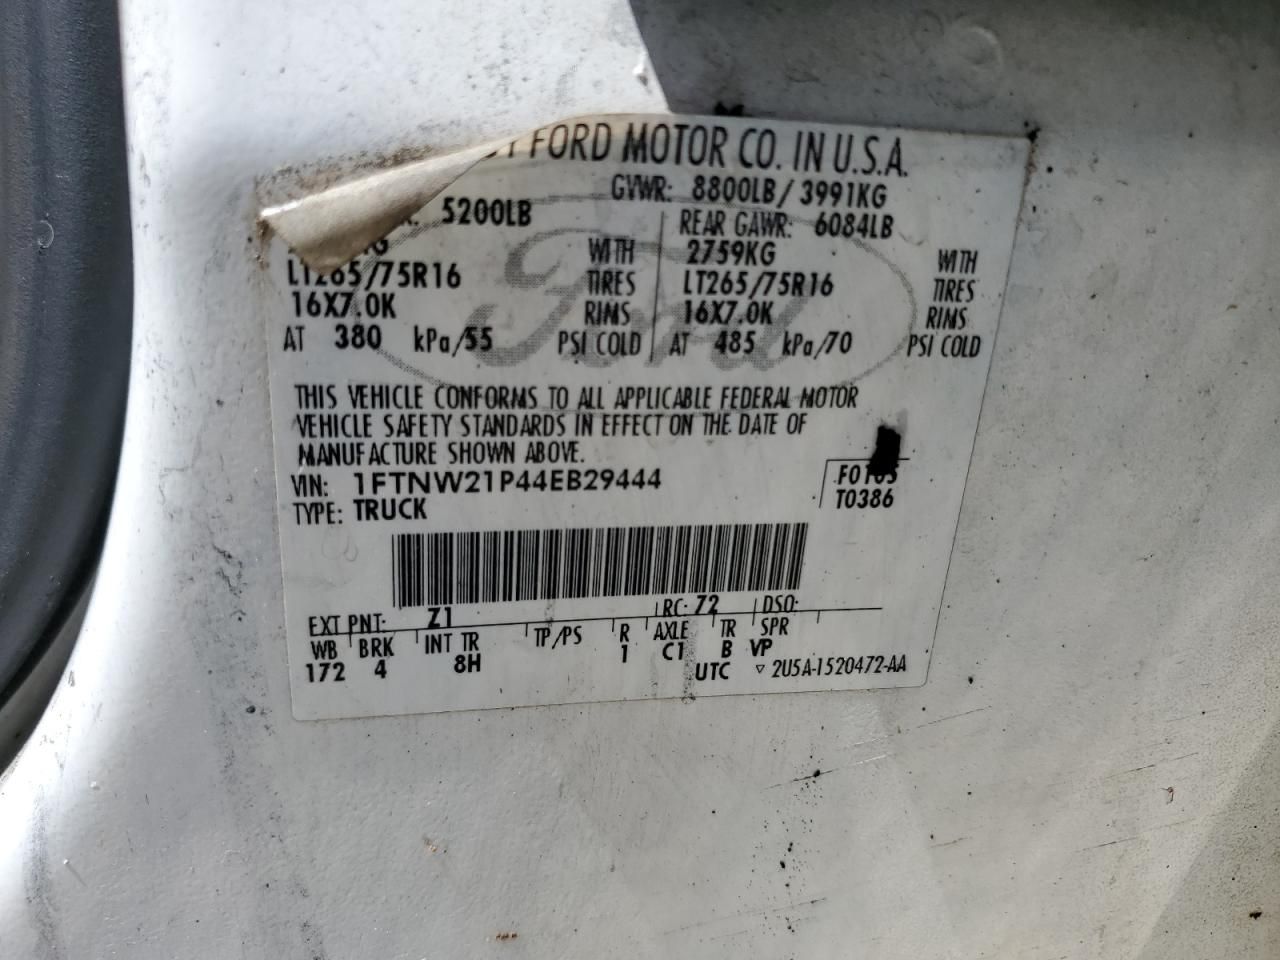 FORD MOTOR CO. IN U.S.A.
GVWR: 8800LB / 3991KG
5200LB REAR GAWR: 6084LB
KG WITH 2759KG WITH
LT265/75R16 TIRES LT265/75R16 TIRES
16X7.0K RIMS 16X7.0K RIMS
AT 380 kPa/55 PSI COLD AT 485 kPa/70 PSI COLD
Ford
THIS VEHICLE CONFORMS TO ALL APPLICABLE FEDERAL MOTOR
VEHICLE SAFETY STANDARDS IN EFFECT ON THE DATE OF
MANUFACTURE SHOWN ABOVE.
VIN: 1FTNW21P44EB29444 F0105
TYPE: TRUCK T0386
EXT PNT: Z1 RC: 72 DSO:
WB BRK INT TR TP/PS R AXLE TR SPR
172 4 8H 1 C1 B VP
UTC ▽ 2U5A-1520472-AA